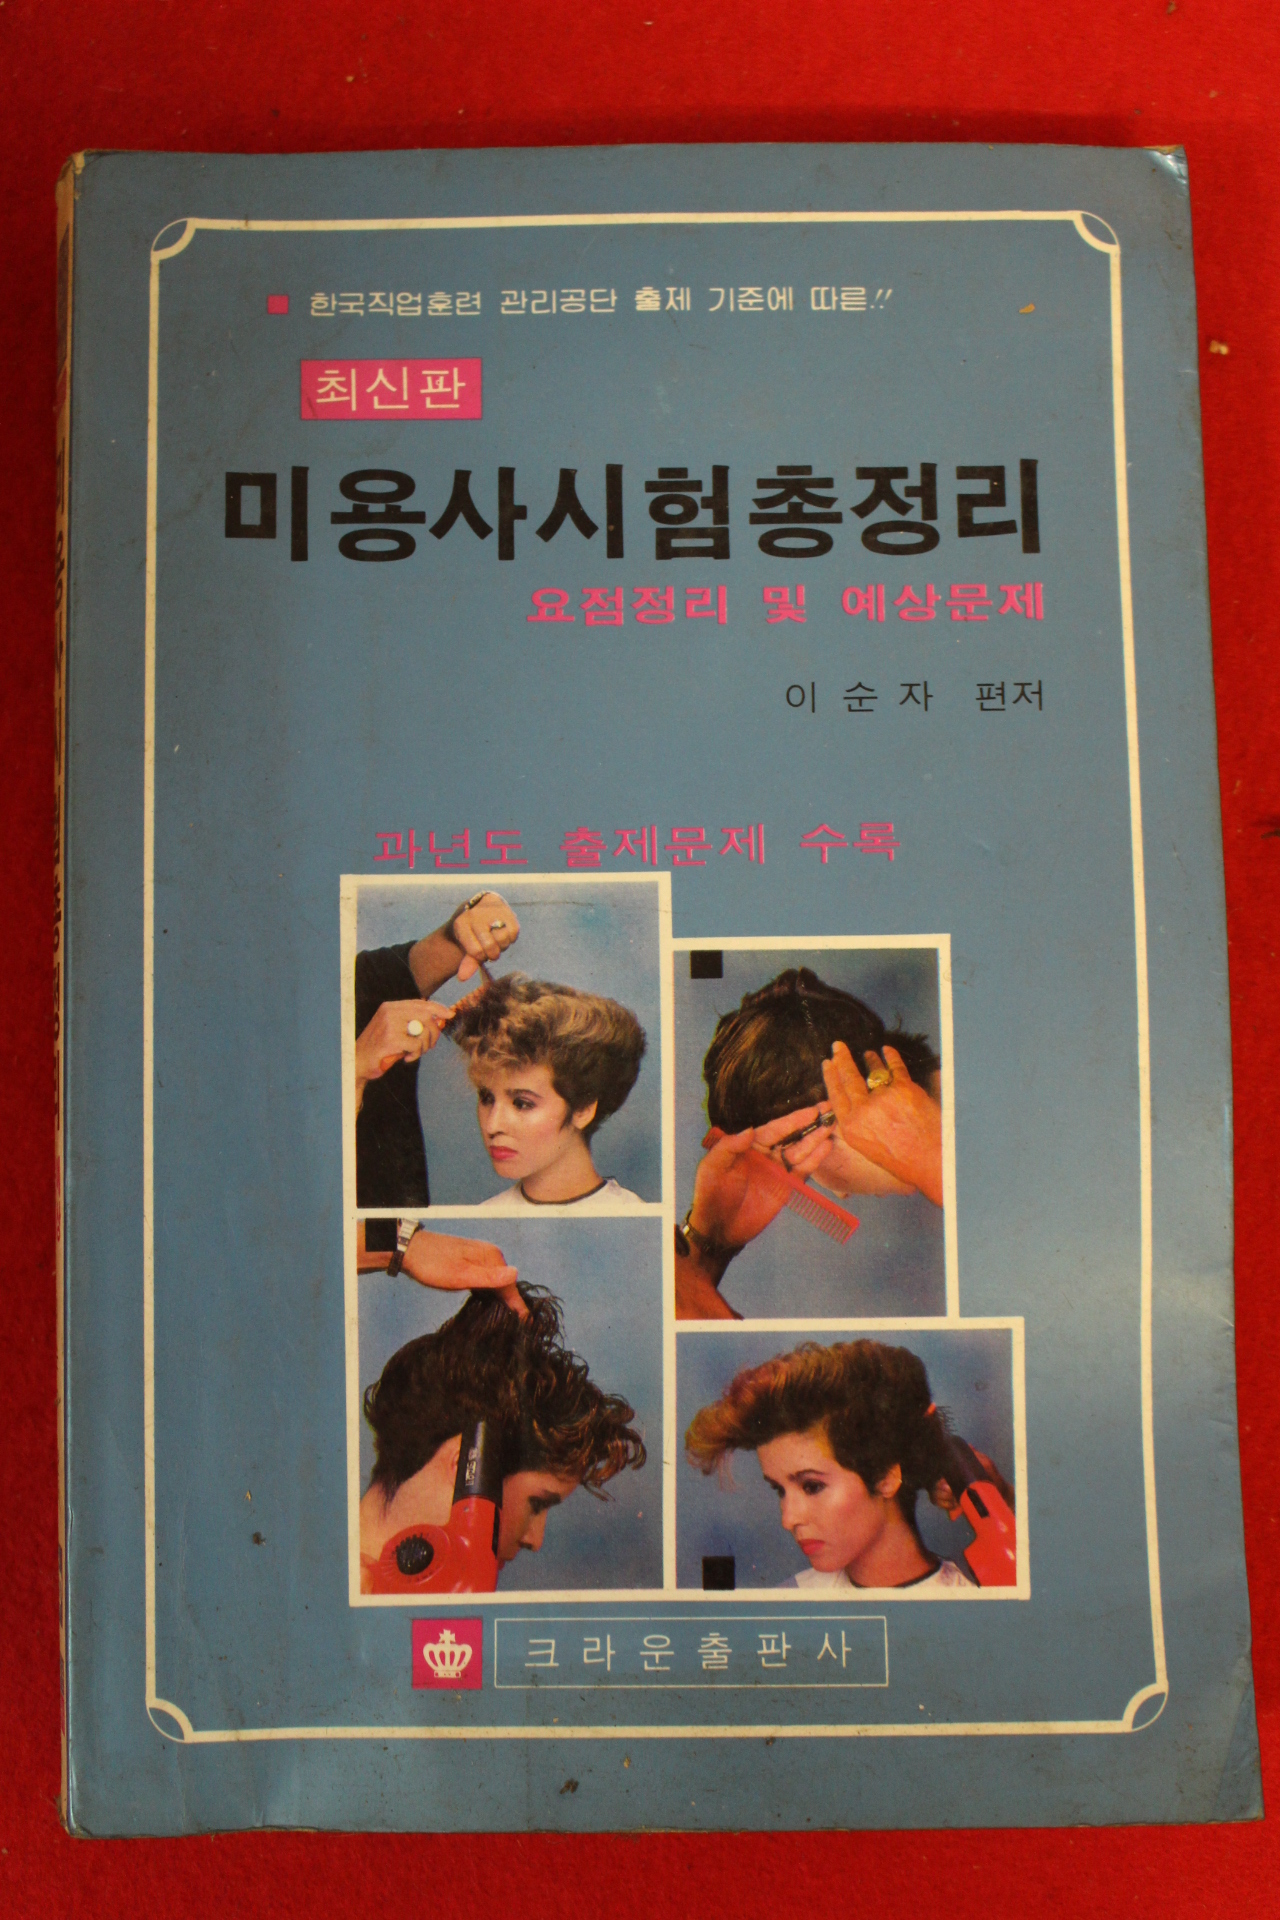 ■ 한국직업훈련 관리공단 출제 기준에 따른!!
최신판
미용사시험총정리
요점정리 및 예상문제
이 순 자 편저
과년도 출제문제 수록
크라운출판사